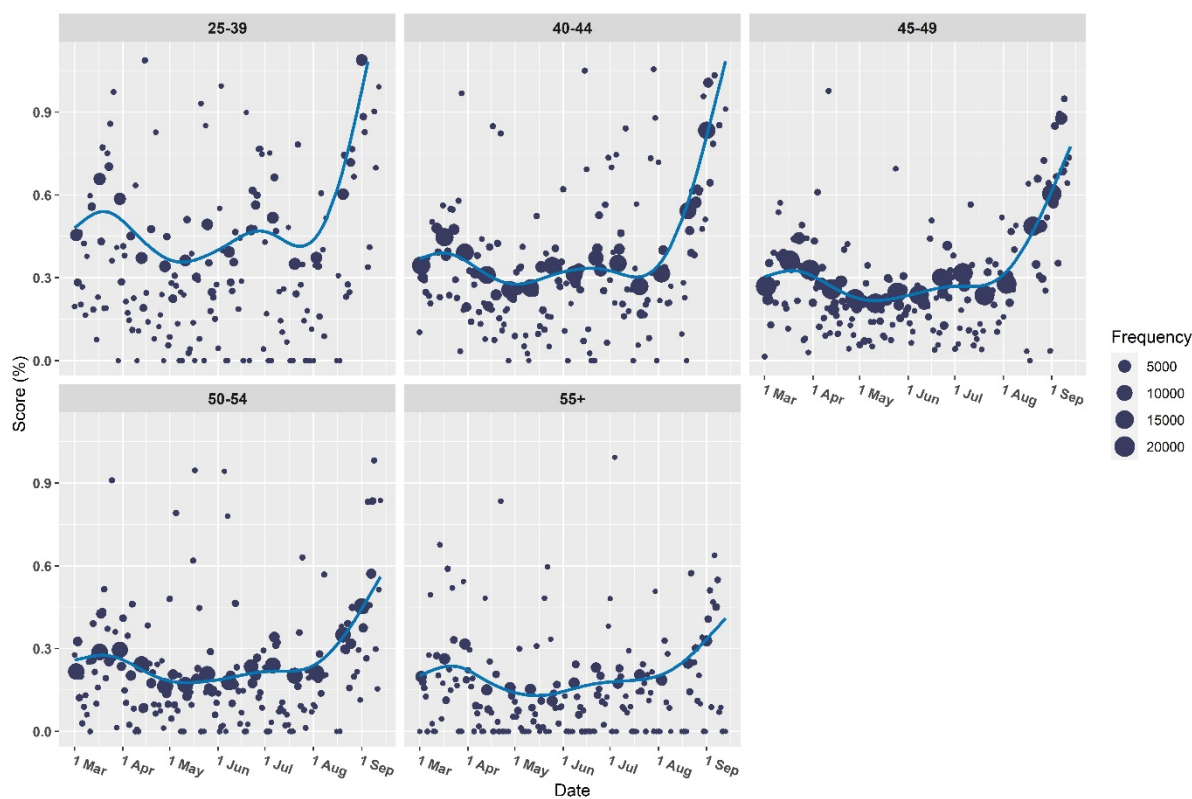 25-39 40-44 45-49
0.9
0.6
0.3
0.0
1 Mar 1 Apr 1 May 1 Jun 1 Jul 1 Aug 1 Sep
Frequency
5000
10000
15000
20000
Score (%)
50-54 55+
0.9
0.6
0.3
0.0
1 Mar 1 Apr 1 May 1 Jun 1 Jul 1 Aug 1 Sep 1 Mar 1 Apr 1 May 1 Jun 1 Jul 1 Aug 1 Sep
Date